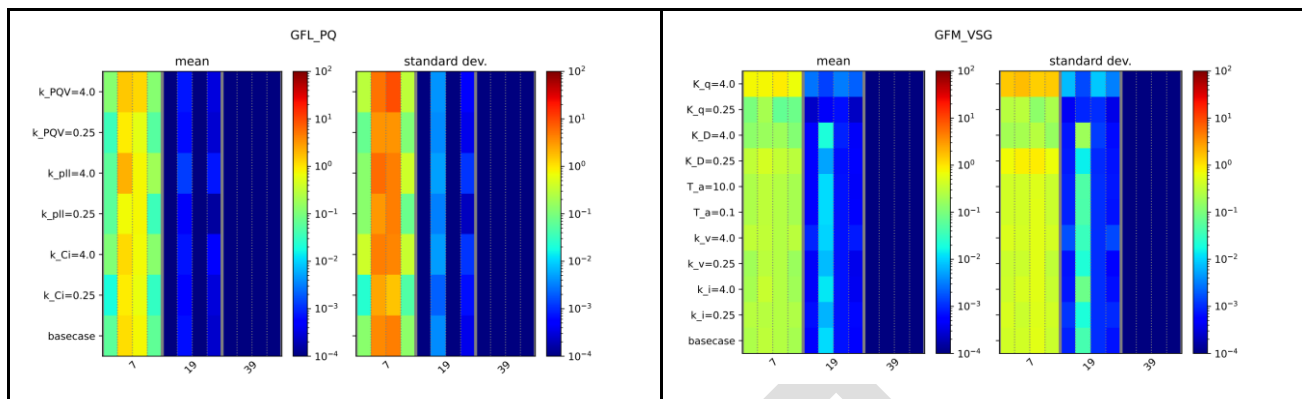 GFL_PQ
mean
standard dev.
k_PQV=4.0
k_PQV=0.25
k_pll=4.0
k_pll=0.25
k_Ci=4.0
k_Ci=0.25
basecase
10²
10¹
10⁰
10⁻¹
10⁻²
10⁻³
10⁻⁴
10²
10¹
10⁰
10⁻¹
10⁻²
10⁻³
10⁻⁴
7 19 39
7 19 39
GFM_VSG
mean
standard dev.
K_q=4.0
K_q=0.25
K_D=4.0
K_D=0.25
T_a=10.0
T_a=0.1
k_v=4.0
k_v=0.25
k_i=4.0
k_i=0.25
basecase
10²
10¹
10⁰
10⁻¹
10⁻²
10⁻³
10⁻⁴
10²
10¹
10⁰
10⁻¹
10⁻²
10⁻³
10⁻⁴
7 19 39
7 19 39